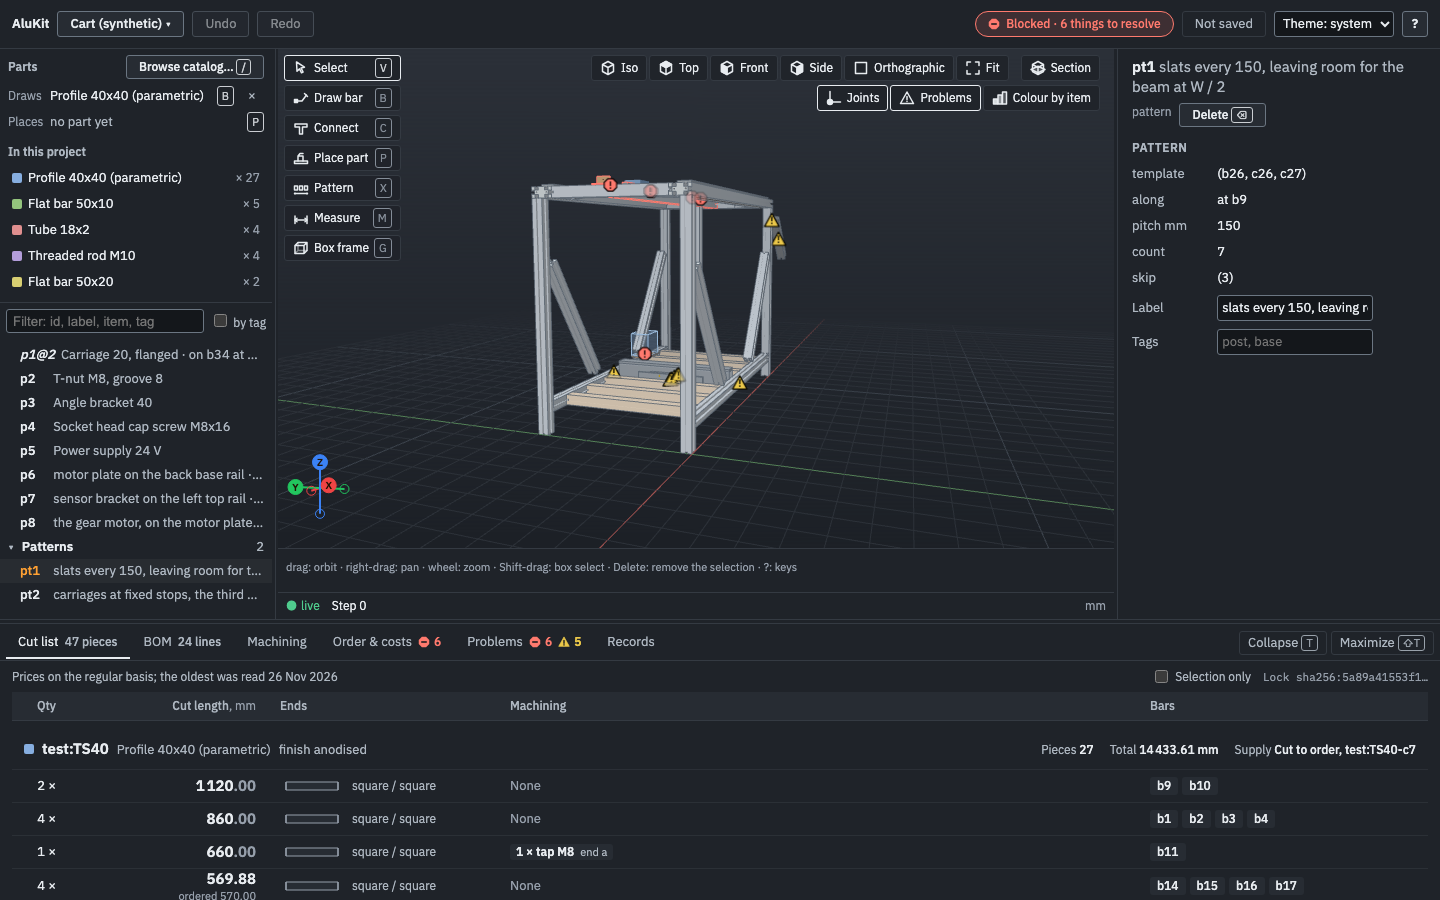 AluKit Cart (synthetic) ▾ Undo Redo Blocked · 6 things to resolve Not saved Theme: system ?
Parts Browse catalog... /
Draws Profile 40x40 (parametric) B ×
Places no part yet P
In this project
Profile 40x40 (parametric) × 27
Flat bar 50x10 × 5
Tube 18x2 × 4
Threaded rod M10 × 4
Flat bar 50x20 × 2
Filter: id, label, item, tag by tag
p1@2 Carriage 20, flanged · on b34 at ...
p2 T-nut M8, groove 8
p3 Angle bracket 40
p4 Socket head cap screw M8x16
p5 Power supply 24 V
p6 motor plate on the back base rail ·...
p7 sensor bracket on the left top rail ·...
p8 the gear motor, on the motor plate...
▾ Patterns 2
pt1 slats every 150, leaving room for t...
pt2 carriages at fixed stops, the third ...
Select V
Draw bar B
Connect C
Place part P
Pattern X
Measure M
Box frame G
Iso Top Front Side Orthographic Fit Section
Joints Problems Colour by item
Z
Y X
drag: orbit · right-drag: pan · wheel: zoom · Shift-drag: box select · Delete: remove the selection · ?: keys
live Step 0 mm
pt1 slats every 150, leaving room for the
beam at W / 2
pattern Delete
PATTERN
template (b26, c26, c27)
along at b9
pitch mm 150
count 7
skip (3)
Label slats every 150, leaving r
Tags post, base
Cut list 47 pieces BOM 24 lines Machining Order & costs 6 Problems 6 5 Records Collapse T Maximize ⇧T
Prices on the regular basis; the oldest was read 26 Nov 2026 Selection only Lock sha256:5a89a41553f1…
Qty Cut length, mm Ends Machining Bars
test:TS40 Profile 40x40 (parametric) finish anodised Pieces 27 Total 14 433.61 mm Supply Cut to order, test:TS40-c7
2 × 1 120.00 square / square None b9 b10
4 × 860.00 square / square None b1 b2 b3 b4
1 × 660.00 square / square 1 × tap M8 end a b11
4 × 569.88 square / square None b14 b15 b16 b17
ordered 570.00